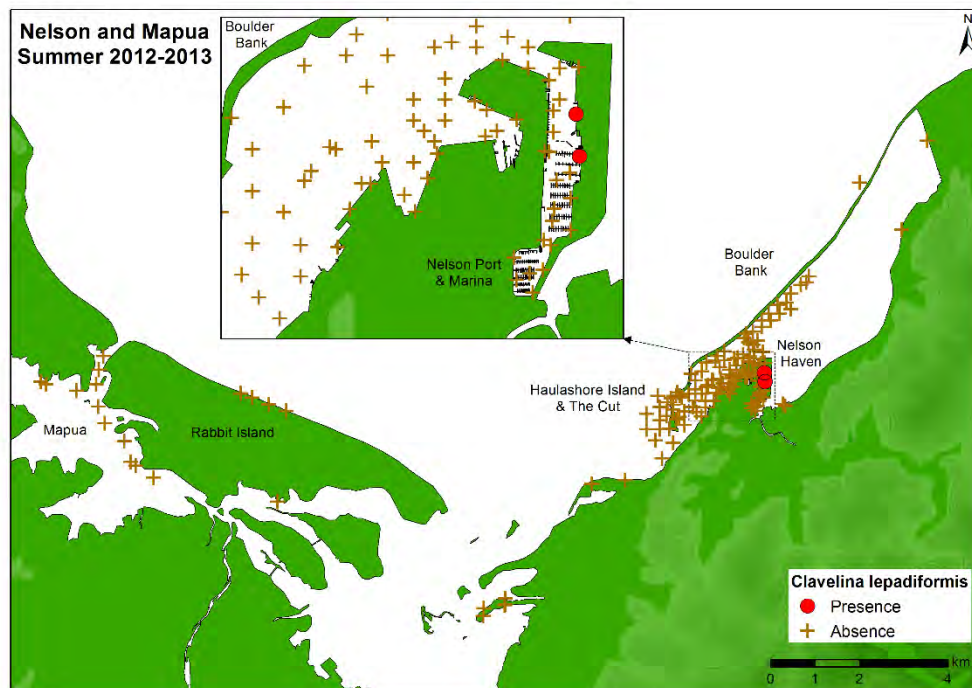 Nelson and Mapua
Summer 2012-2013
Boulder
Bank
Nelson Port
& Marina
N
Boulder
Bank
Nelson
Haven
Haulashore Island
& The Cut
Mapua
Rabbit Island
Clavelina lepadiformis
Presence
Absence
km
0 1 2 4